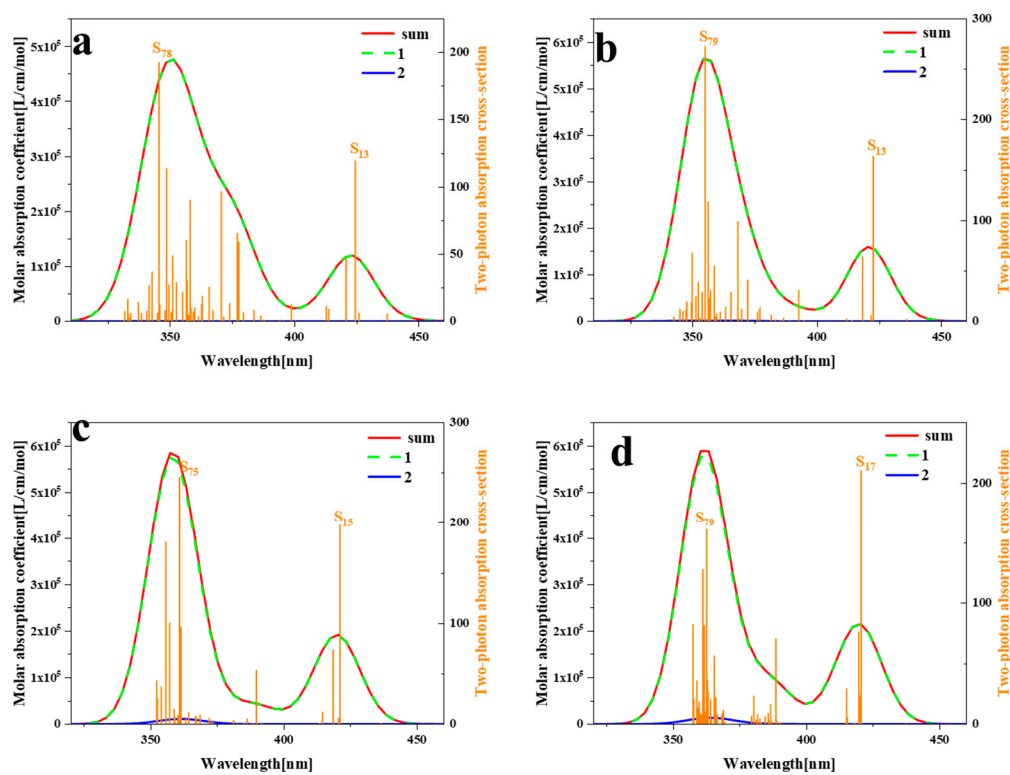 a
S78
sum
1
2
S13
5x10⁵
4x10⁵
3x10⁵
2x10⁵
1x10⁵
0
200
150
100
50
0
350
400
450
Molar absorption coefficient[L/cm/mol]
Two-photon absorption cross-section
Wavelength[nm]
b
S79
sum
1
2
S13
6x10⁵
5x10⁵
4x10⁵
3x10⁵
2x10⁵
1x10⁵
0
300
200
100
0
350
400
450
Molar absorption coefficient[L/cm/mol]
Two-photon absorption cross-section
Wavelength[nm]
c
S75
sum
1
2
S15
6x10⁵
5x10⁵
4x10⁵
3x10⁵
2x10⁵
1x10⁵
0
300
200
100
0
350
400
450
Molar absorption coefficient[L/cm/mol]
Two-photon absorption cross-section
Wavelength[nm]
d
S79
sum
1
2
S17
6x10⁵
5x10⁵
4x10⁵
3x10⁵
2x10⁵
1x10⁵
0
200
100
0
350
400
450
Molar absorption coefficient[L/cm/mol]
Two-photon absorption cross-section
Wavelength[nm]